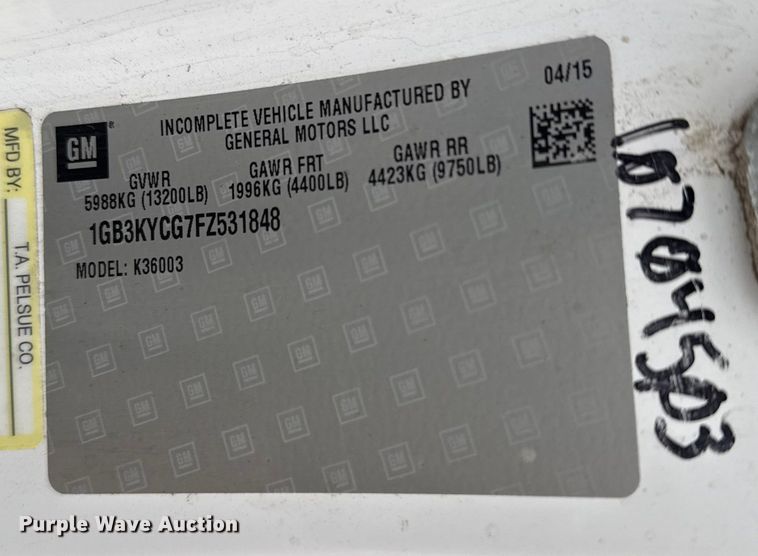 04/15
GM
INCOMPLETE VEHICLE MANUFACTURED BY
GENERAL MOTORS LLC
GVWR
5988KG (13200LB)
GAWR FRT
1996KG (4400LB)
GAWR RR
4423KG (9750LB)
1GB3KYCG7FZ531848
MODEL: K36003
MFD BY:
T.A. PELSUE CO.
Purple Wave Auction